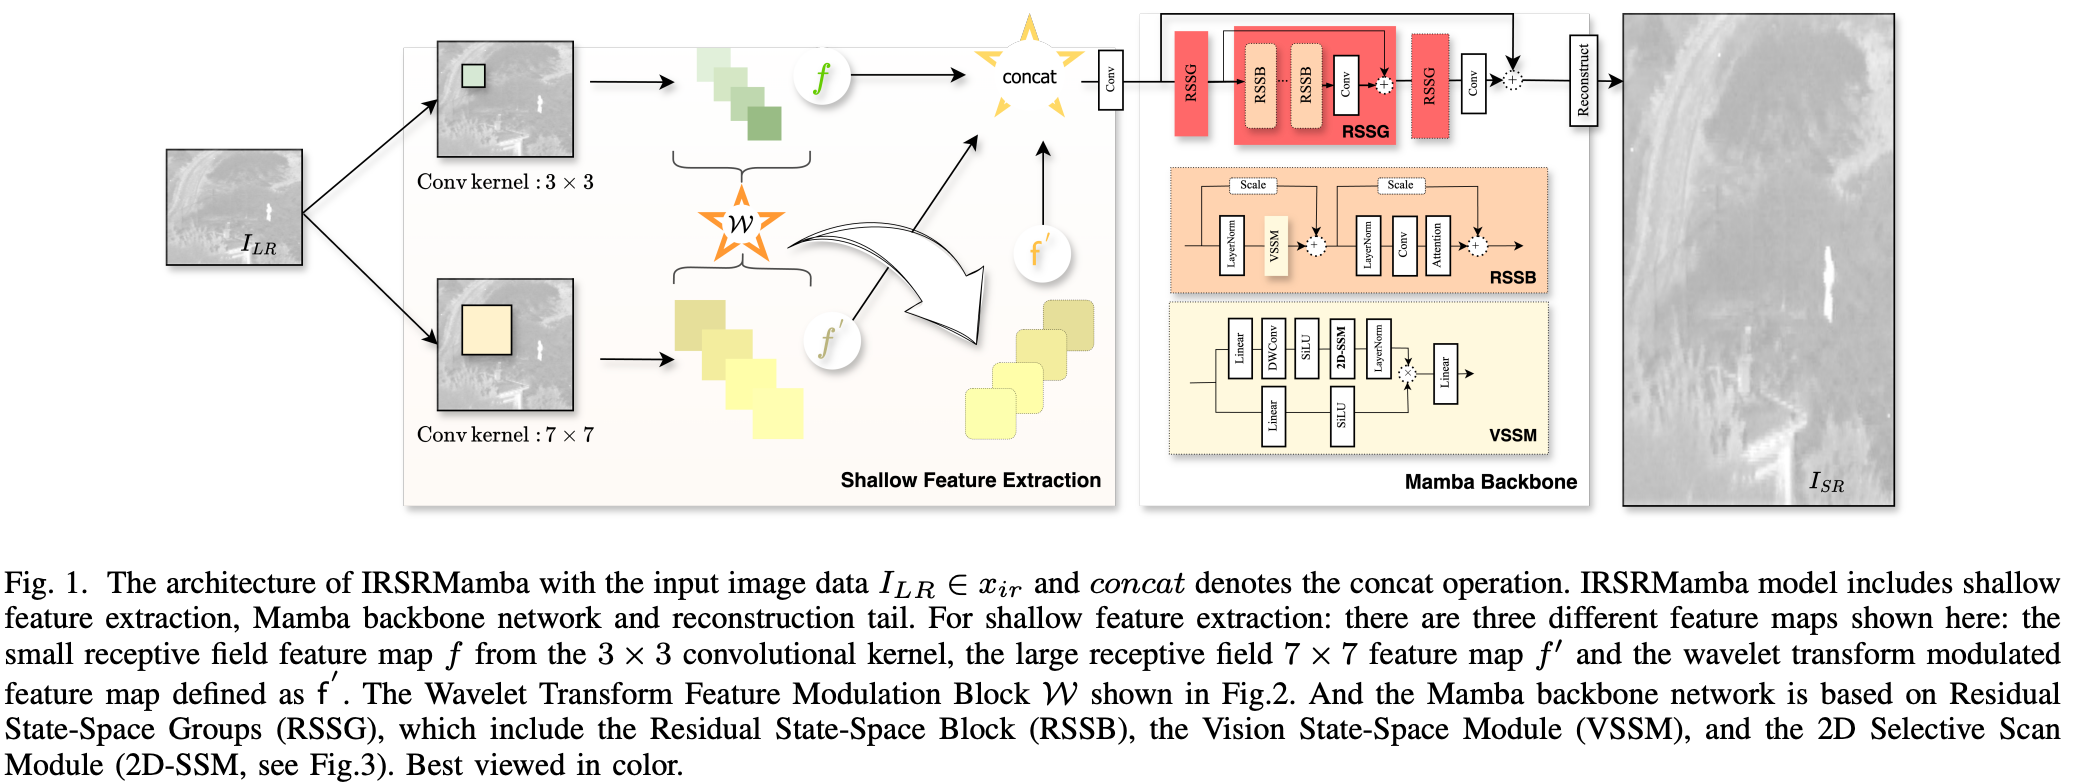 I_{LR}
Conv kernel : 3 × 3
Conv kernel : 7 × 7
f
𝒲
f′
f′
concat
Shallow Feature Extraction
Conv
RSSG
RSSB
...
RSSB
Conv
+
RSSG
RSSG
Conv
+
Reconstruct
Scale
Scale
LayerNorm
VSSM
+
LayerNorm
Conv
Attention
+
RSSB
Linear
DWConv
SiLU
2D-SSM
LayerNorm
×
Linear
Linear
SiLU
VSSM
Mamba Backbone
I_{SR}
Fig. 1. The architecture of IRSRMamba with the input image data I_{LR} ∈ x_{ir} and concat denotes the concat operation. IRSRMamba model includes shallow
feature extraction, Mamba backbone network and reconstruction tail. For shallow feature extraction: there are three different feature maps shown here: the
small receptive field feature map f from the 3 × 3 convolutional kernel, the large receptive field 7 × 7 feature map f′ and the wavelet transform modulated
feature map defined as f′. The Wavelet Transform Feature Modulation Block 𝒲 shown in Fig.2. And the Mamba backbone network is based on Residual
State-Space Groups (RSSG), which include the Residual State-Space Block (RSSB), the Vision State-Space Module (VSSM), and the 2D Selective Scan
Module (2D-SSM, see Fig.3). Best viewed in color.